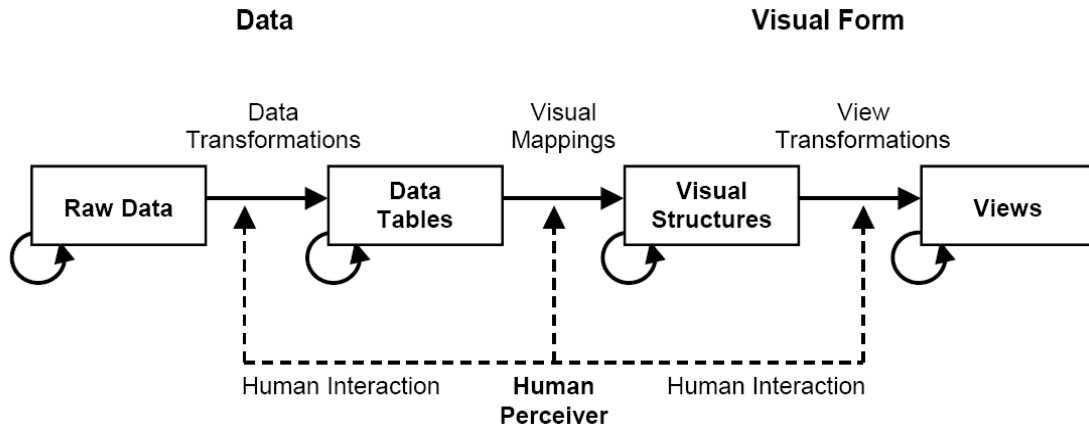 Data
Visual Form
Data
Transformations
Visual
Mappings
View
Transformations
Raw Data
Data
Tables
Visual
Structures
Views
Human Interaction
Human
Perceiver
Human Interaction